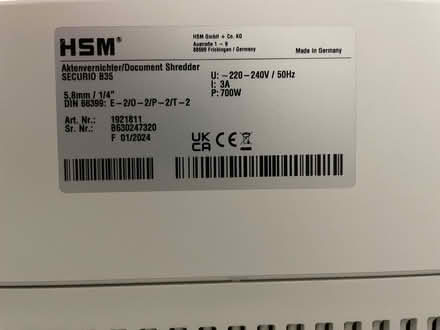 HSM®
HSM GmbH + Co. KG
Austraße 1 - 9
88699 Frickingen / Germany
Made in Germany
Aktenvernichter/Document Shredder
SECURIO B35
U: ~220-240V / 50Hz
I: 3A
P: 700W
5,8mm / 1/4"
DIN 66399: E-2/O-2/P-2/T-2
Art. Nr.: 1921811
Sr. Nr.: B630247320
F 01/2024
UK
CA
CE